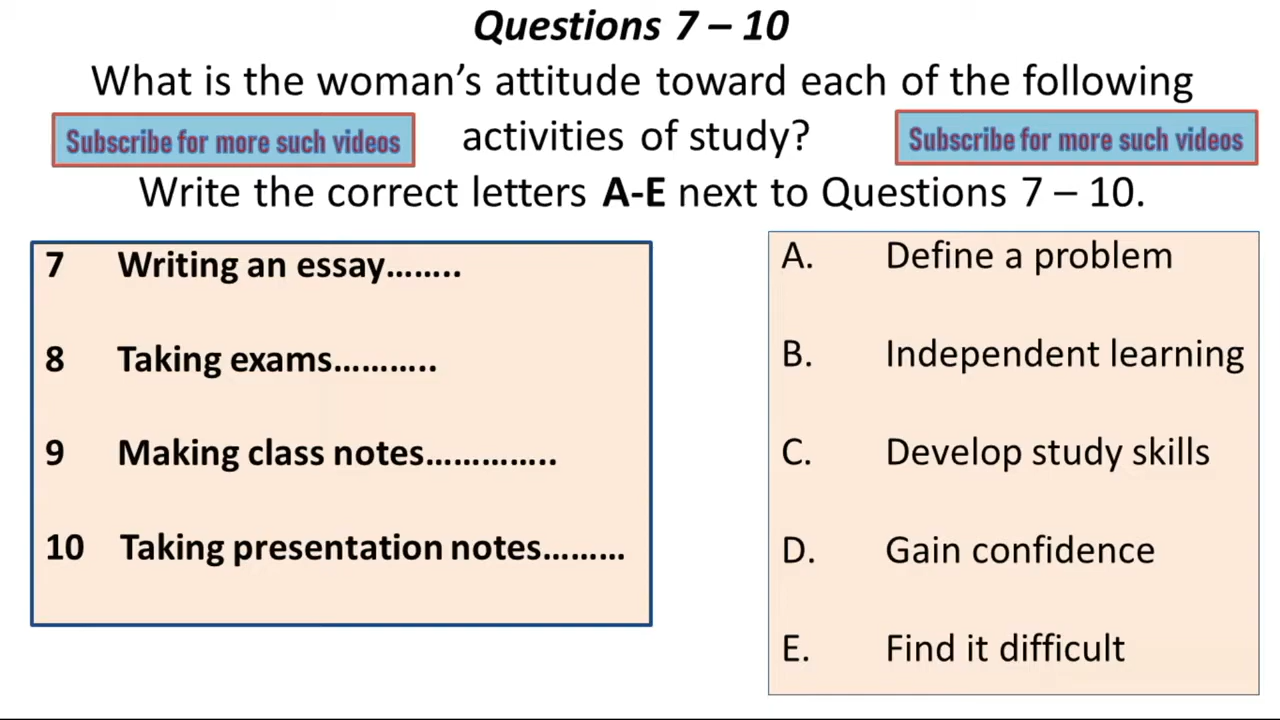 Questions 7 – 10
What is the woman's attitude toward each of the following
Subscribe for more such videos
activities of study?
Subscribe for more such videos
Write the correct letters A-E next to Questions 7 – 10.
7 Writing an essay……..
8 Taking exams………..
9 Making class notes…………..
10 Taking presentation notes………
A. Define a problem
B. Independent learning
C. Develop study skills
D. Gain confidence
E. Find it difficult